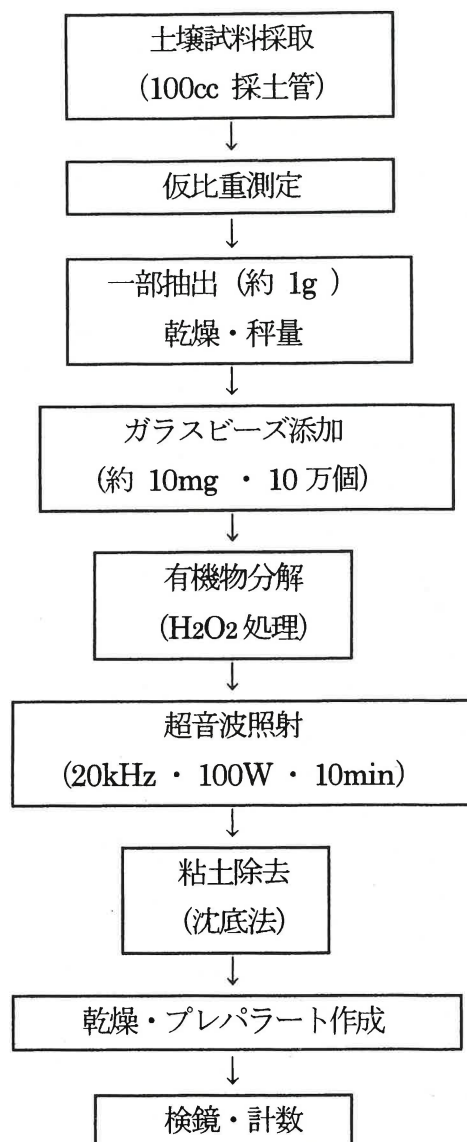 土壌試料採取
(100cc 採土管)
↓
仮比重測定
↓
一部抽出 (約 1g )
乾燥・秤量
↓
ガラスビーズ添加
(約 10mg ・ 10 万個)
↓
有機物分解
(H2O2 処理)
↓
超音波照射
(20kHz ・ 100W ・ 10min)
↓
粘土除去
(沈底法)
↓
乾燥・プレパラート作成
↓
検鏡・計数